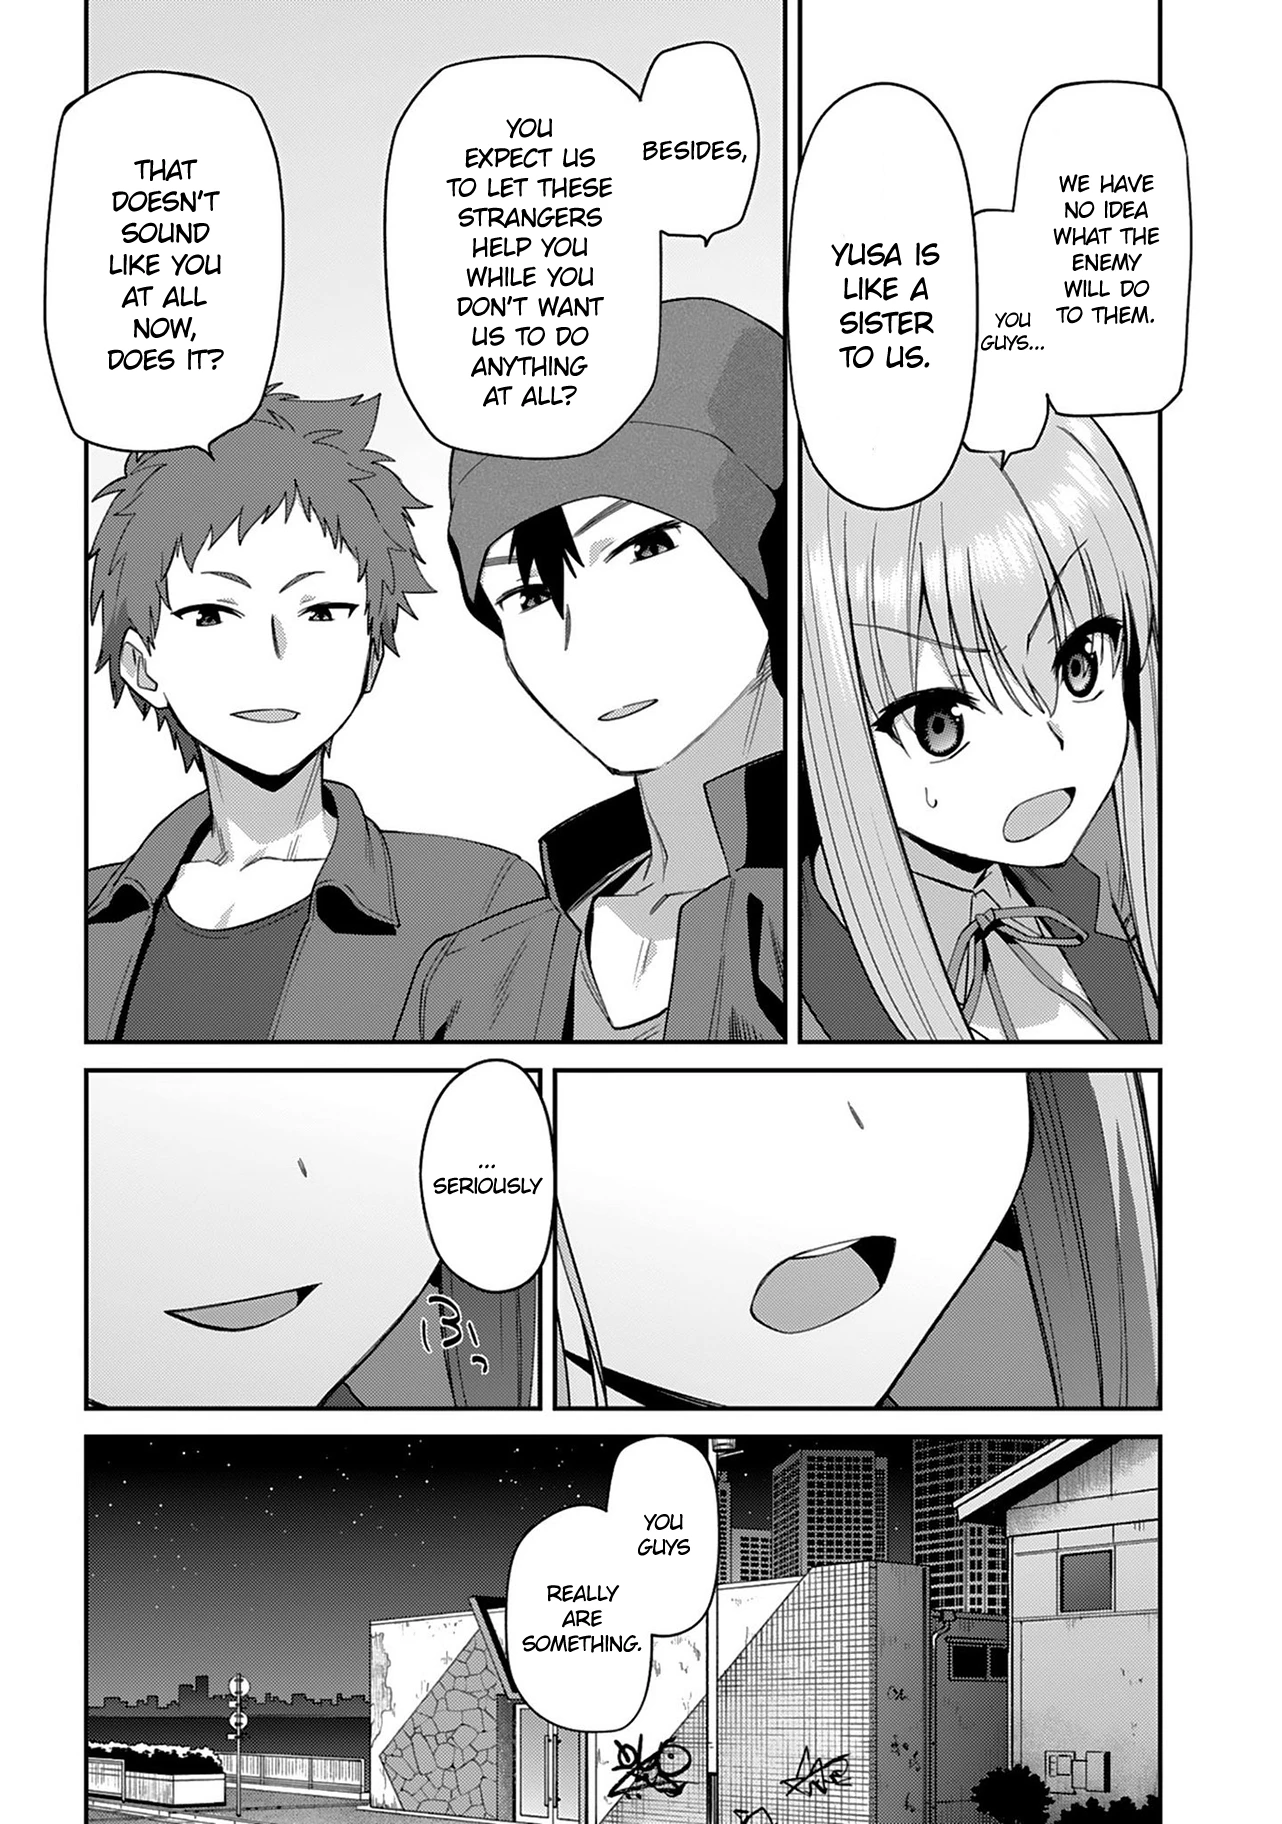 WE HAVE
NO IDEA
WHAT THE
ENEMY
WILL DO
TO THEM.
YOU
GUYS...
YUSA IS
LIKE A
SISTER
TO US.
BESIDES,
YOU
EXPECT US
TO LET THESE
STRANGERS
HELP YOU
WHILE YOU
DON'T WANT
US TO DO
ANYTHING
AT ALL?
THAT
DOESN'T
SOUND
LIKE YOU
AT ALL
NOW,
DOES IT?
...
SERIOUSLY
ふっ
YOU
GUYS
REALLY
ARE
SOMETHING.